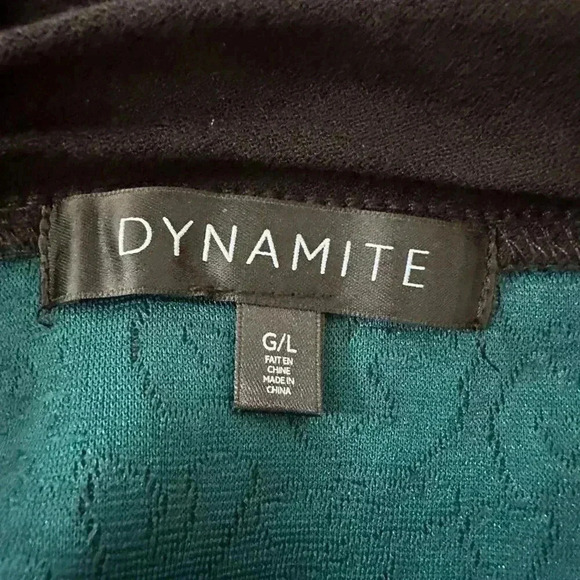 DYNAMITE
G/L
FAIT EN
CHINE
MADE IN
CHINA